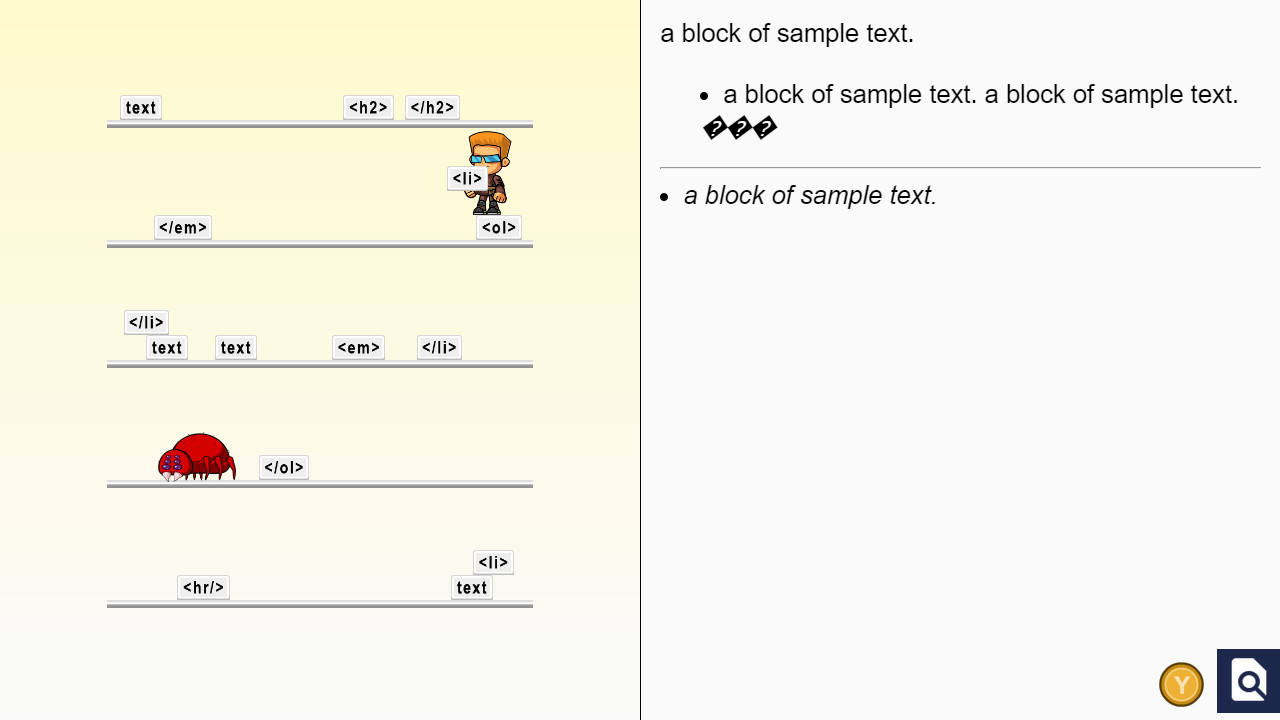 text <h2> </h2>
<li>
</em> <ol>
</li>
text text <em> </li>
</ol>
<li>
<hr/> text
a block of sample text.
• a block of sample text. a block of sample text.
���
• a block of sample text.
Y